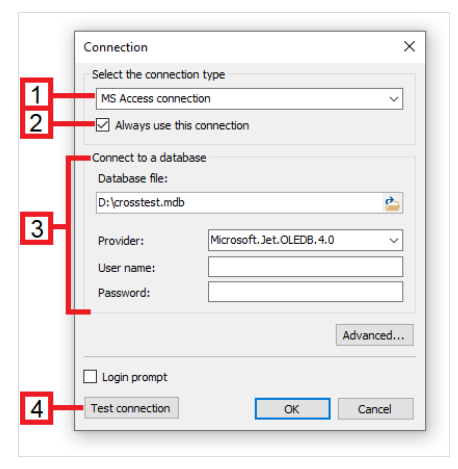 Connection
Select the connection type
1
MS Access connection
2
Always use this connection
Connect to a database
Database file:
D:\crosstest.mdb
3
Provider: Microsoft.Jet.OLEDB.4.0
User name:
Password:
Advanced...
Login prompt
4
Test connection OK Cancel